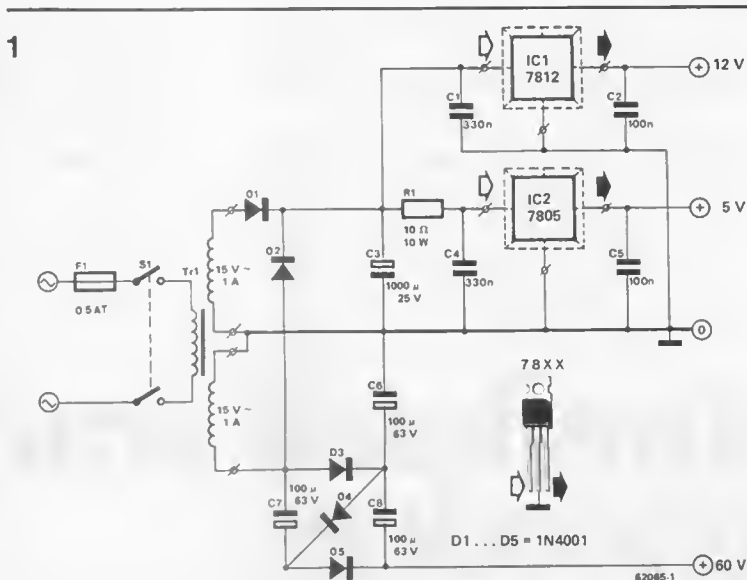 1
IC1
7812
12 V
C1
330n
C2
100n
R1
10 Ω
10 W
IC2
7805
5 V
D1
D2
F1
0.5AT
S1
Tr1
15 V ~
1 A
C3
1000 µ
25 V
C4
330n
C5
100n
0
15 V ~
1 A
C6
100 µ
63 V
78XX
D3
100 µ
63 V
C7
D4
C8
100 µ
63 V
D5
D1 ... D5 = 1N4001
60 V
82065-1